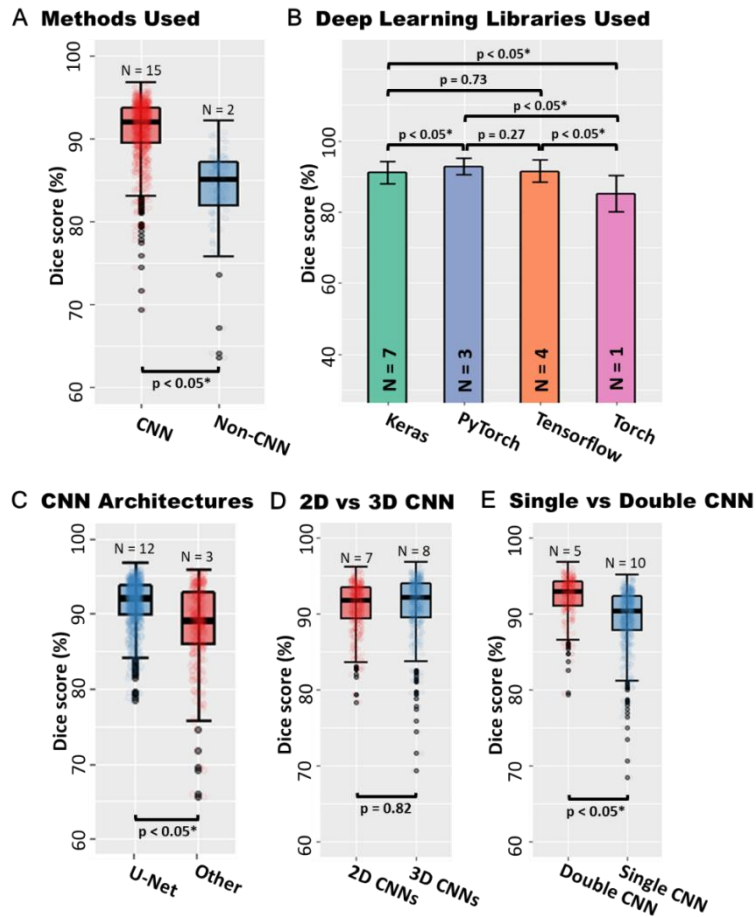 A Methods Used
Dice score (%)
100
90
80
70
60
N = 15
N = 2
p < 0.05*
CNN
Non-CNN
B Deep Learning Libraries Used
Dice score (%)
100
80
60
40
p < 0.05*
p = 0.73
p < 0.05*
p < 0.05*
p = 0.27
p < 0.05*
N = 7
N = 3
N = 4
N = 1
Keras
PyTorch
Tensorflow
Torch
C CNN Architectures
Dice score (%)
100
90
80
70
60
N = 12
N = 3
p < 0.05*
U-Net
Other
D 2D vs 3D CNN
Dice score (%)
100
90
80
70
60
N = 7
N = 8
p = 0.82
2D CNNs
3D CNNs
E Single vs Double CNN
Dice score (%)
100
90
80
70
60
N = 5
N = 10
p < 0.05*
Double CNN
Single CNN